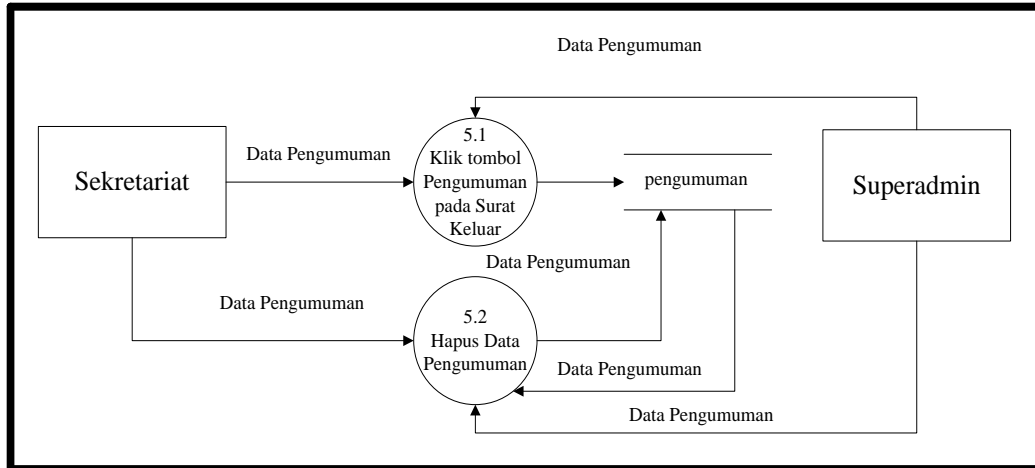 Data Pengumuman
Sekretariat
Data Pengumuman
5.1
Klik tombol
Pengumuman
pada Surat
Keluar
pengumuman
Superadmin
Data Pengumuman
Data Pengumuman
5.2
Hapus Data
Pengumuman
Data Pengumuman
Data Pengumuman